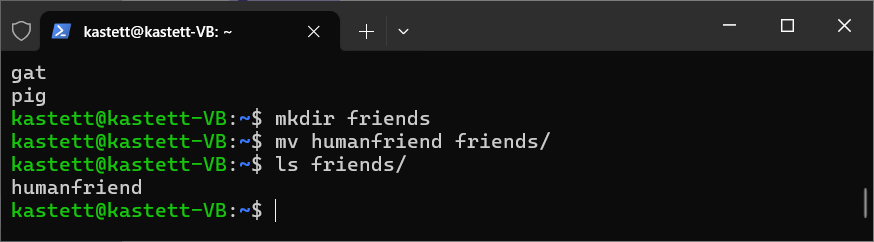 kastett@kastett-VB: ~
gat
pig
kastett@kastett-VB:~$ mkdir friends
kastett@kastett-VB:~$ mv humanfriend friends/
kastett@kastett-VB:~$ ls friends/
humanfriend
kastett@kastett-VB:~$